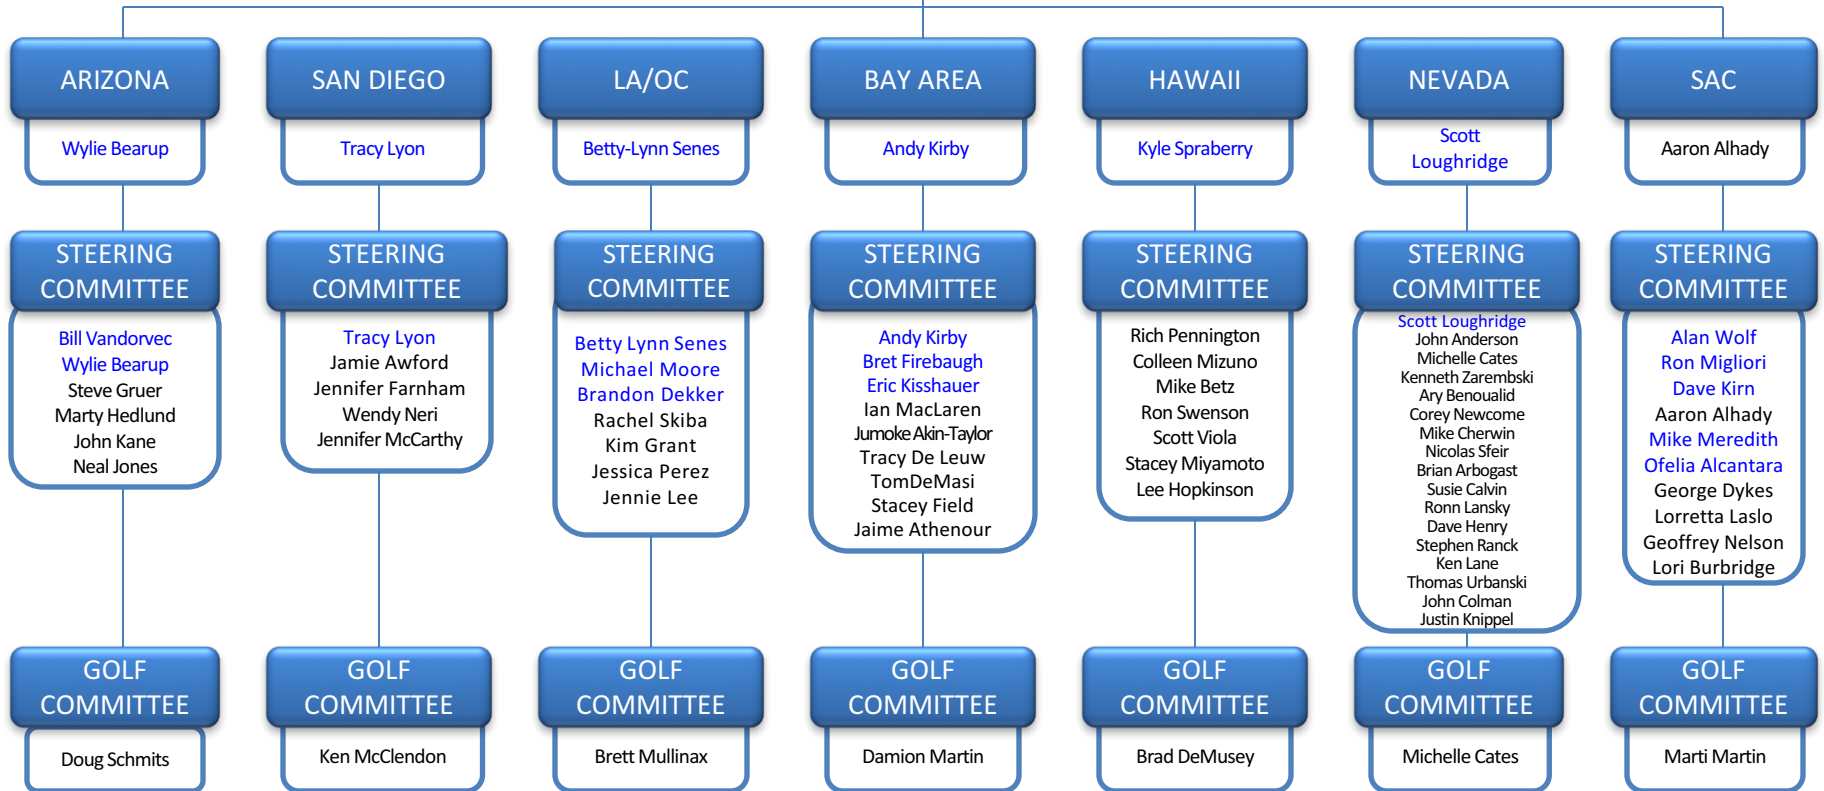 ARIZONA
SAN DIEGO
LA/OC
BAY AREA
HAWAII
NEVADA
SAC
Wylie Bearup
Tracy Lyon
Betty-Lynn Senes
Andy Kirby
Kyle Spraberry
Scott
Loughridge
Aaron Alhady
STEERING
COMMITTEE
Bill Vandorvec
Wylie Bearup
Steve Gruer
Marty Hedlund
John Kane
Neal Jones
STEERING
COMMITTEE
Tracy Lyon
Jamie Awford
Jennifer Farnham
Wendy Neri
Jennifer McCarthy
STEERING
COMMITTEE
Betty Lynn Senes
Michael Moore
Brandon Dekker
Rachel Skiba
Kim Grant
Jessica Perez
Jennie Lee
STEERING
COMMITTEE
Andy Kirby
Bret Firebaugh
Eric Kisshauer
Ian MacLaren
Jumoke Akin-Taylor
Tracy De Leuw
TomDeMasi
Stacey Field
Jaime Athenour
STEERING
COMMITTEE
Rich Pennington
Colleen Mizuno
Mike Betz
Ron Swenson
Scott Viola
Stacey Miyamoto
Lee Hopkinson
STEERING
COMMITTEE
Scott Loughridge
John Anderson
Michelle Cates
Kenneth Zarembski
Ary Benoualid
Corey Newcome
Mike Cherwin
Nicolas Sfeir
Brian Arbogast
Susie Calvin
Ronn Lansky
Dave Henry
Stephen Ranck
Ken Lane
Thomas Urbanski
John Colman
Justin Knippel
STEERING
COMMITTEE
Alan Wolf
Ron Migliori
Dave Kirn
Aaron Alhady
Mike Meredith
Ofelia Alcantara
George Dykes
Lorretta Laslo
Geoffrey Nelson
Lori Burbridge
GOLF
COMMITTEE
Doug Schmits
GOLF
COMMITTEE
Ken McClendon
GOLF
COMMITTEE
Brett Mullinax
GOLF
COMMITTEE
Damion Martin
GOLF
COMMITTEE
Brad DeMusey
GOLF
COMMITTEE
Michelle Cates
GOLF
COMMITTEE
Marti Martin